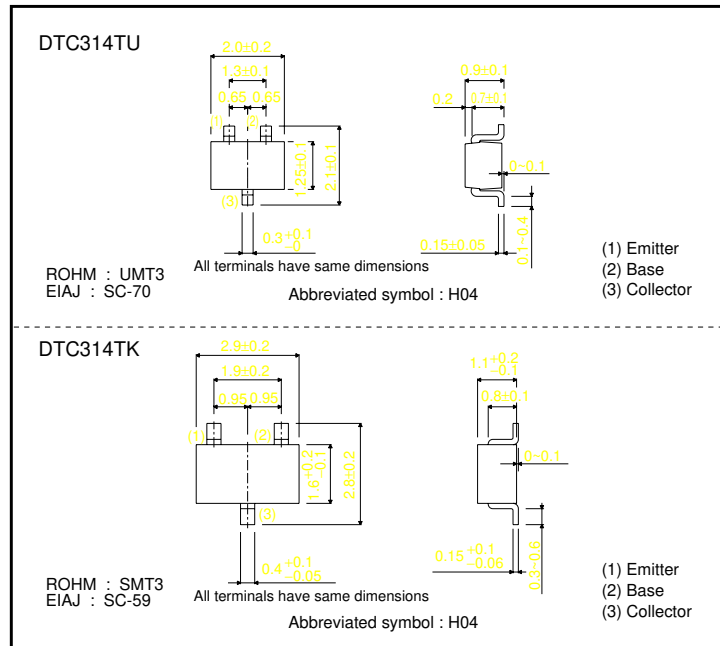 DTC314TU
2.0±0.2
1.3±0.1
0.65 0.65
(1) (2)
(3)
1.25±0.1
2.1±0.1
0.3 +0.1 −0
0.9±0.1
0.2 0.7±0.1
0~0.1
0.15±0.05
0.1~0.4
All terminals have same dimensions
ROHM : UMT3
EIAJ : SC-70
Abbreviated symbol : H04
(1) Emitter
(2) Base
(3) Collector
DTC314TK
2.9±0.2
1.9±0.2
0.95 0.95
(1) (2)
(3)
1.6 +0.2 −0.1
2.8±0.2
0.4 +0.1 −0.05
1.1 +0.2 −0.1
0.8±0.1
0~0.1
0.15 +0.1 −0.06
0.3~0.6
All terminals have same dimensions
ROHM : SMT3
EIAJ : SC-59
Abbreviated symbol : H04
(1) Emitter
(2) Base
(3) Collector